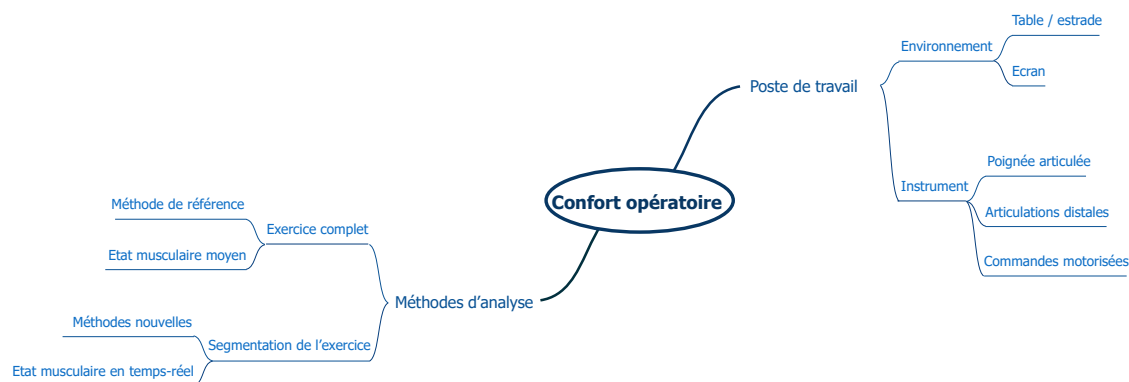 Table / estrade
Environnement
Ecran
Poste de travail
Poignée articulée
Instrument
Articulations distales
Commandes motorisées
Confort opératoire
Méthode de référence
Exercice complet
Etat musculaire moyen
Méthodes d’analyse
Méthodes nouvelles
Segmentation de l’exercice
Etat musculaire en temps-réel